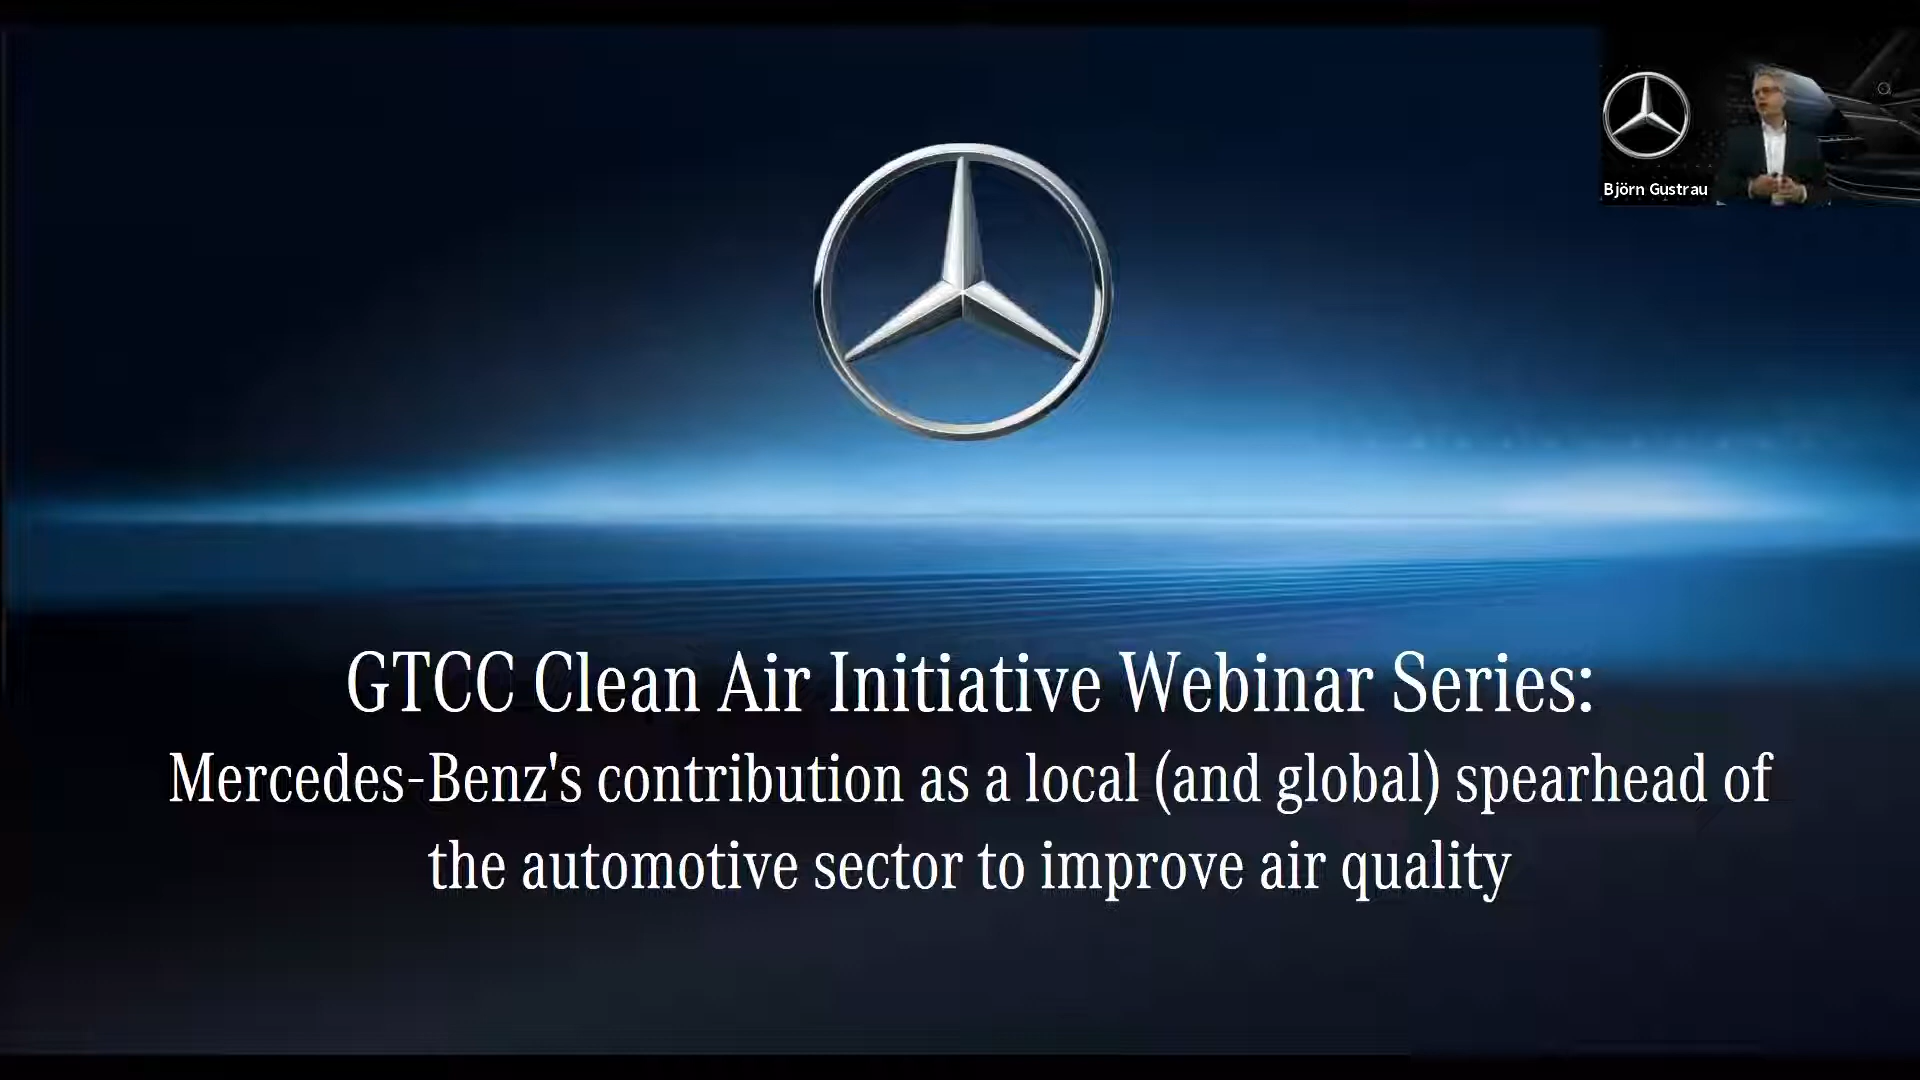 Björn Gustrau
GTCC Clean Air Initiative Webinar Series:
Mercedes-Benz's contribution as a local (and global) spearhead of
the automotive sector to improve air quality